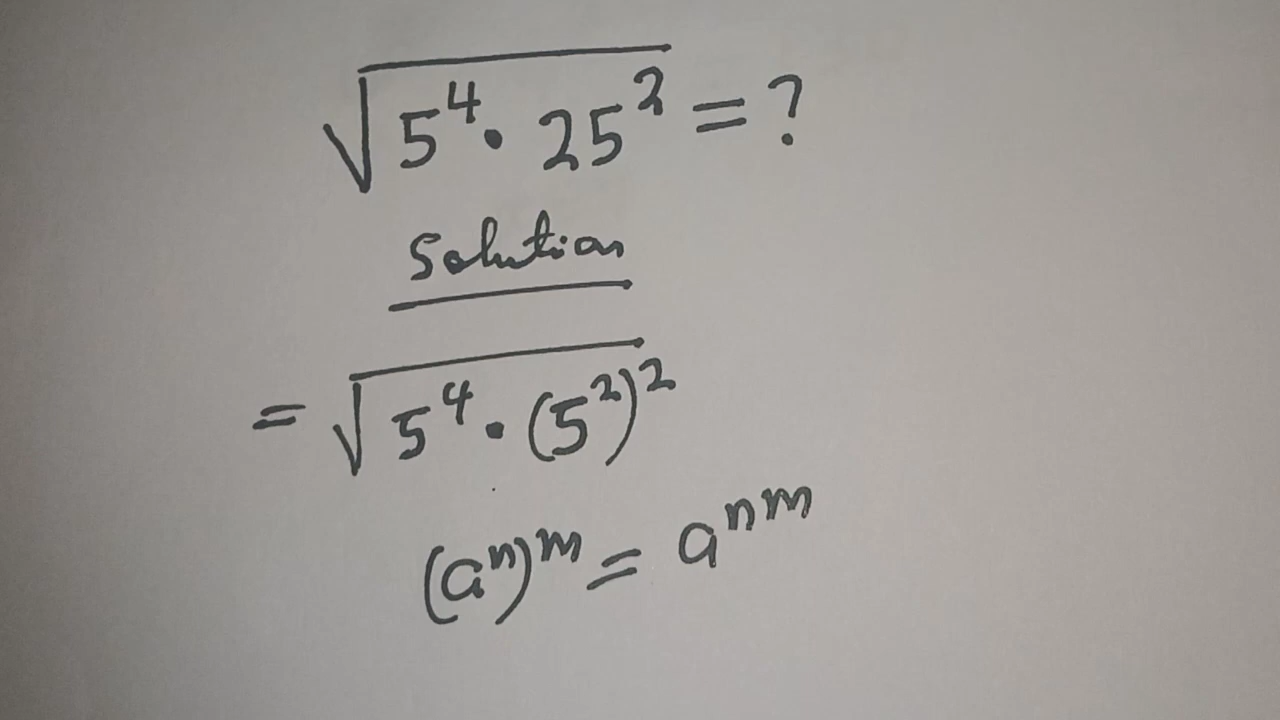 √(5⁴ · 25²) = ?
Solution
= √(5⁴ · (5²)²)
(aⁿ)ᵐ = aⁿᵐ